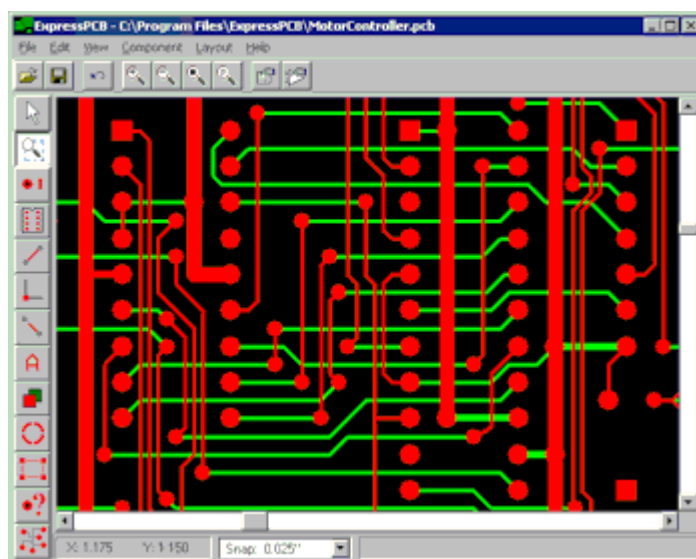 ExpressPCB - C:\Program Files\ExpressPCB\MotorController.pcb
File Edit View Component Layout Help
X: 1.175 Y: 1.150 Snap: 0.025"